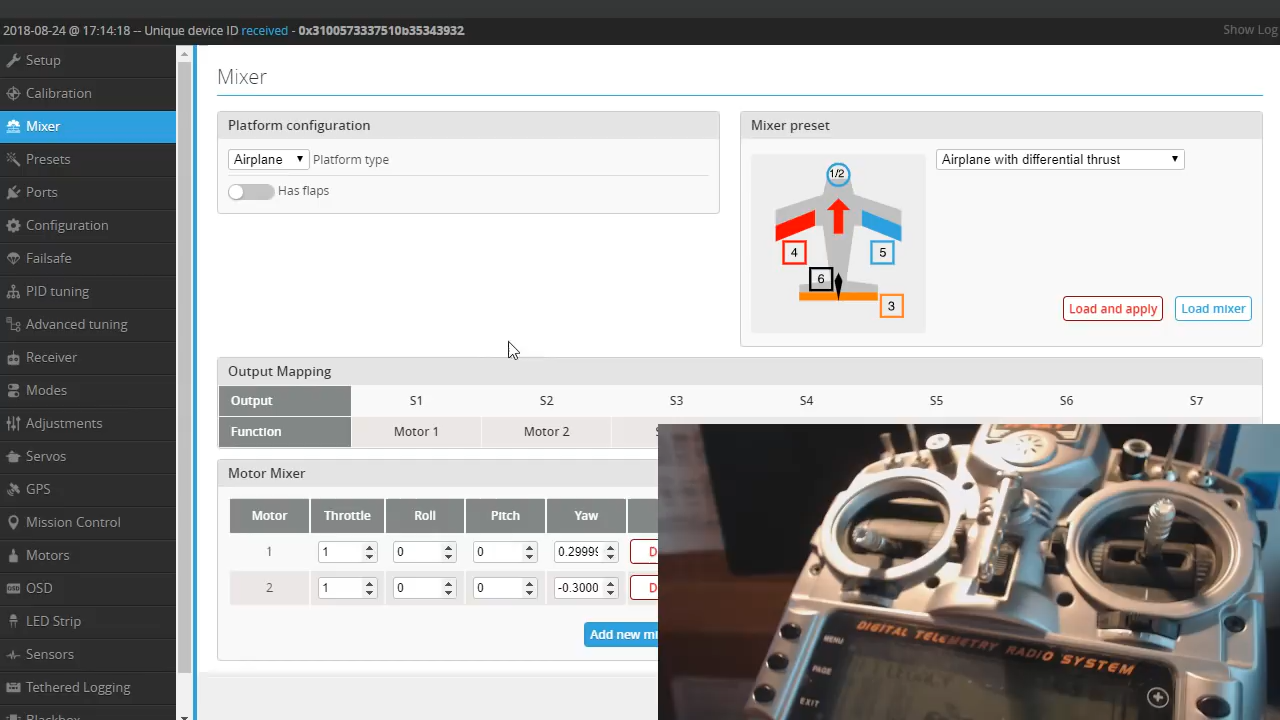 2018-08-24 @ 17:14:18 -- Unique device ID received - 0x3100573337510b35343932
Show Log
Setup
Calibration
Mixer
Presets
Ports
Configuration
Failsafe
PID tuning
Advanced tuning
Receiver
Modes
Adjustments
Servos
GPS
Mission Control
Motors
OSD
LED Strip
Sensors
Tethered Logging
Blackbox
Mixer
Platform configuration
Airplane Platform type
Has flaps
Mixer preset
Airplane with differential thrust
1/2
4
5
6
3
Load and apply Load mixer
Output Mapping
Output S1 S2 S3 S4 S5 S6 S7
Function Motor 1 Motor 2
Motor Mixer
Motor Throttle Roll Pitch Yaw
1 1 0 0 0.2999
2 1 0 0 -0.3000
Add new
DIGITAL TELEMETRY RADIO SYSTEM
MENU
PAGE
EXIT